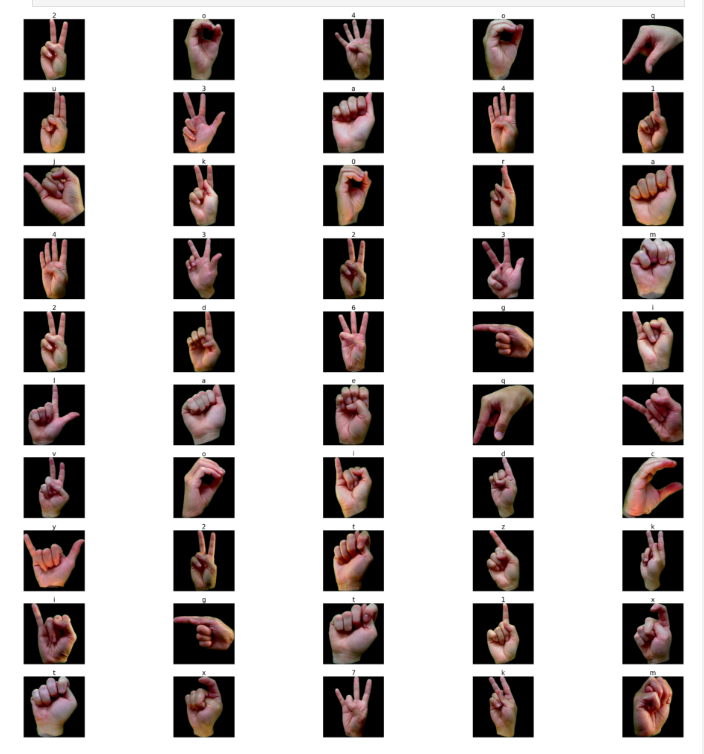 2 o 4 o q
u 3 a 4 1
j k 0 r a
4 3 2 3 m
2 d 6 g i
l a e q j
v o i d c
y 2 t z k
i g t 1 x
t x 7 k m